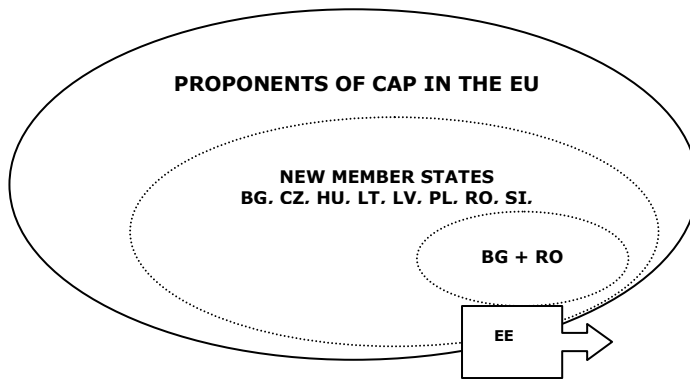 PROPONENTS OF CAP IN THE EU
NEW MEMBER STATES
BG, CZ, HU, LT, LV, PL, RO, SI,
BG + RO
EE